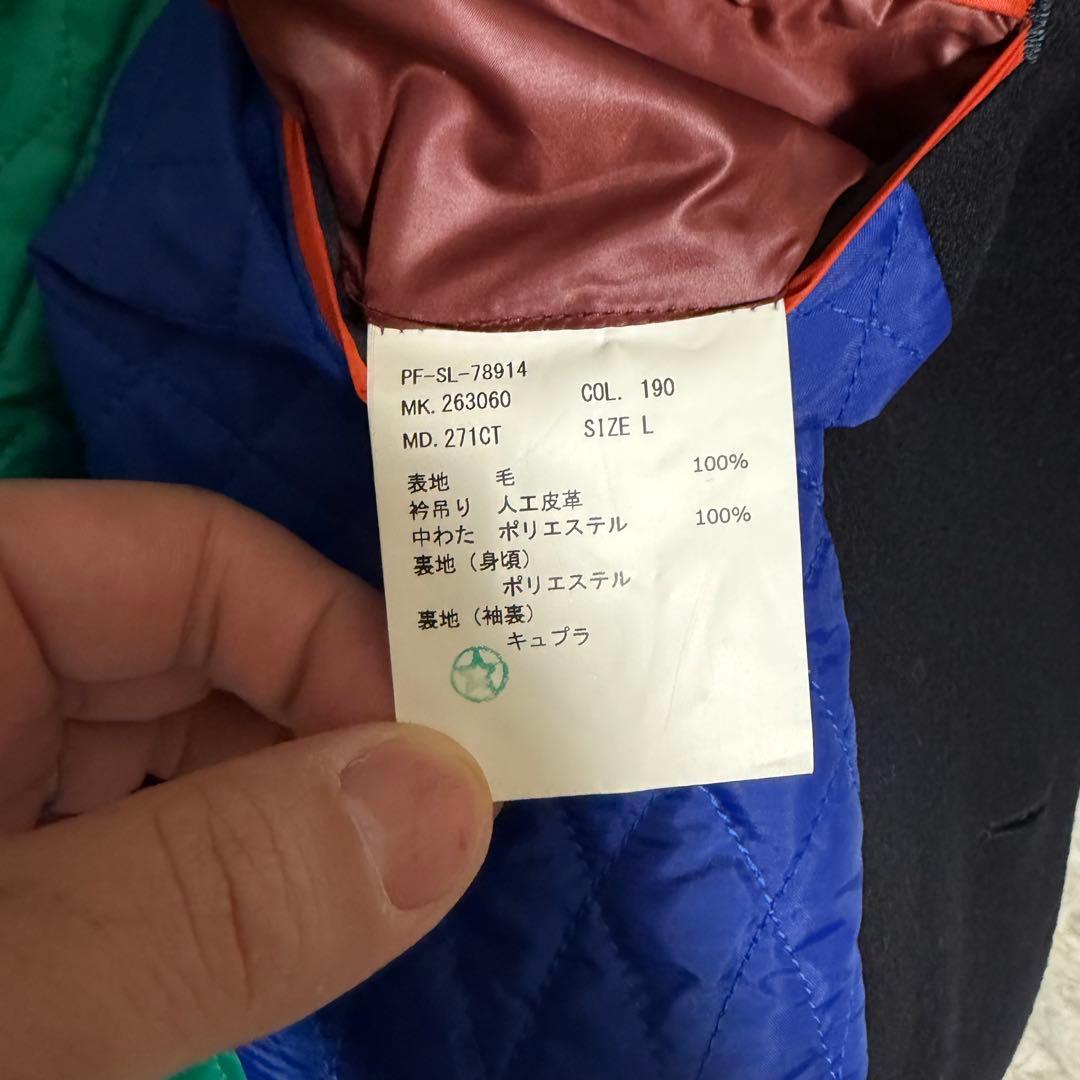 PF-SL-78914
MK. 263060 COL. 190
MD. 271CT SIZE L
表地 毛 100%
衿吊り 人工皮革
中わた ポリエステル 100%
裏地(身頃)
ポリエステル
裏地(袖裏)
キュプラ